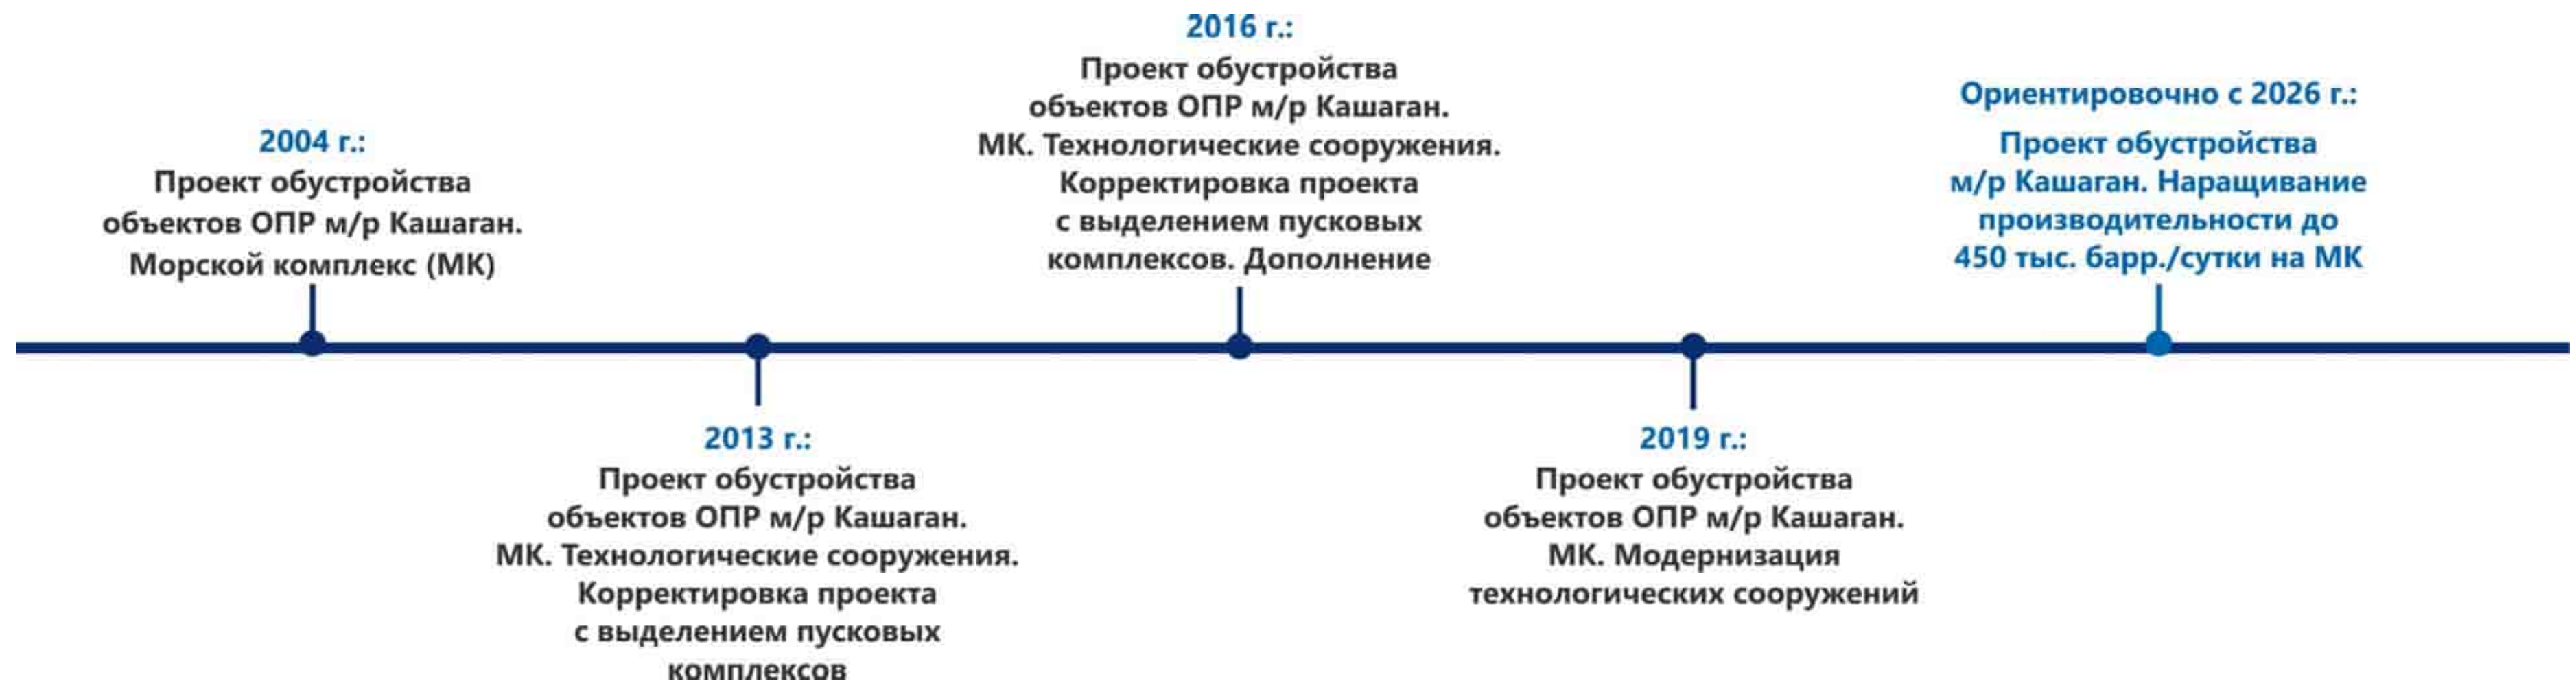 2004 г.:
Проект обустройства
объектов ОПР м/р Кашаган.
Морской комплекс (МК)
2013 г.:
Проект обустройства
объектов ОПР м/р Кашаган.
МК. Технологические сооружения.
Корректировка проекта
с выделением пусковых
комплексов
2016 г.:
Проект обустройства
объектов ОПР м/р Кашаган.
МК. Технологические сооружения.
Корректировка проекта
с выделением пусковых
комплексов. Дополнение
2019 г.:
Проект обустройства
объектов ОПР м/р Кашаган.
МК. Модернизация
технологических сооружений
Ориентировочно с 2026 г.:
Проект обустройства
м/р Кашаган. Наращивание
производительности до
450 тыс. барр./сутки на МК